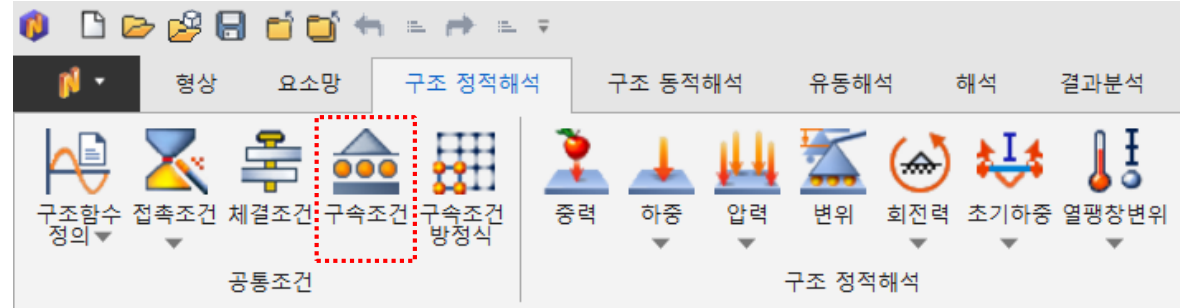 형상 요소망 구조 정적해석 구조 동적해석 유동해석 해석 결과분석
구조함수 정의 접촉조건 체결조건 구속조건 구속조건 방정식 중력 하중 압력 변위 회전력 초기하중 열팽창변위
공통조건 구조 정적해석